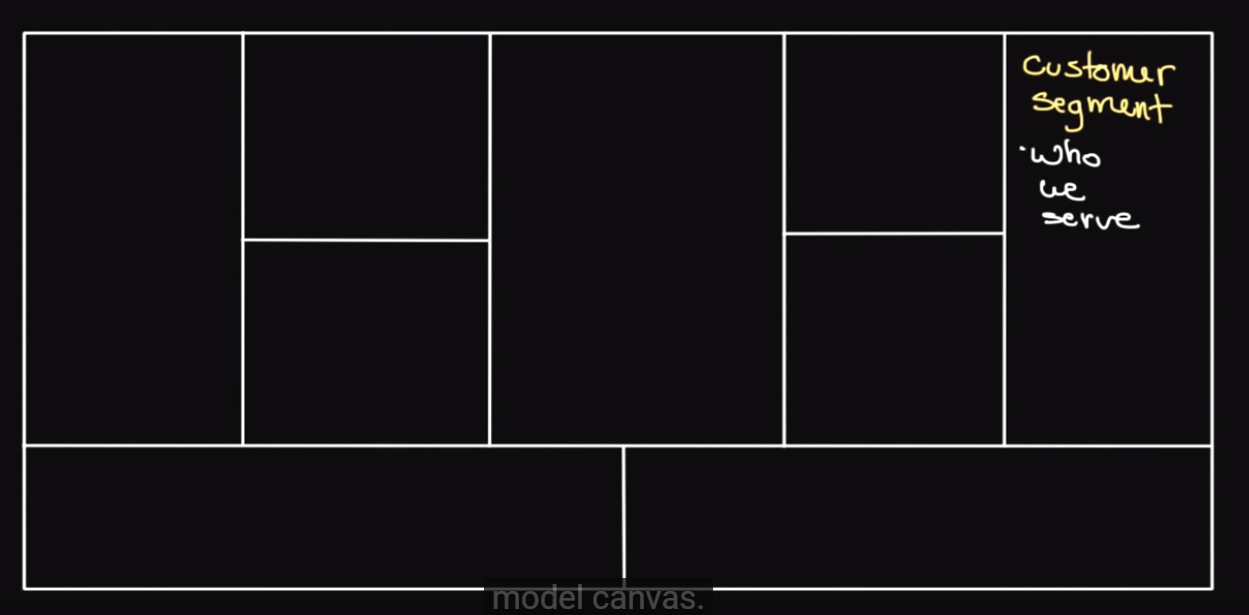 Customer
Segment
·Who
we
serve
model canvas.